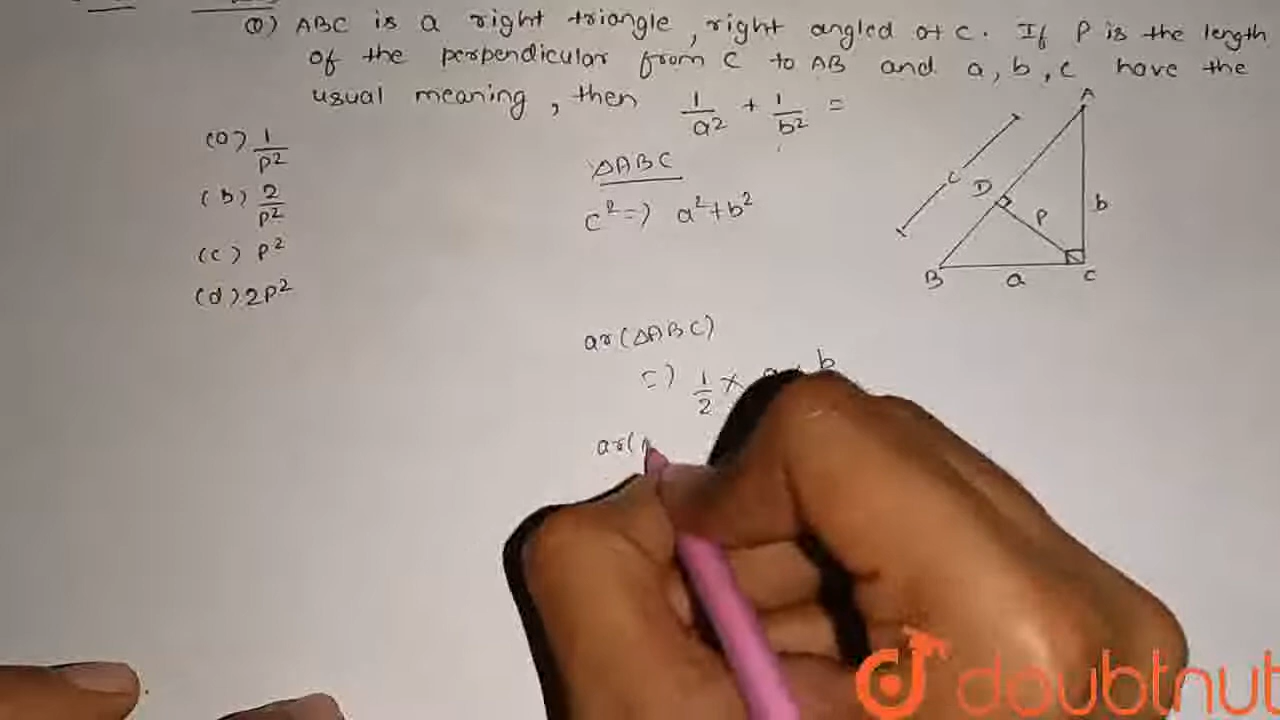 Q) ABC is a right triangle, right angled at C. If P is the length
of the perpendicular from C to AB and a, b, c have the
usual meaning, then 1/a² + 1/b² =
(a) 1/P²
(b) 2/P²
(c) P²
(d) 2P²
ΔABC
c² => a²+b²
A
c
D
P
b
B
a
C
ar(ΔABC)
=) 1/2 × a × b
ar(
doubtnut